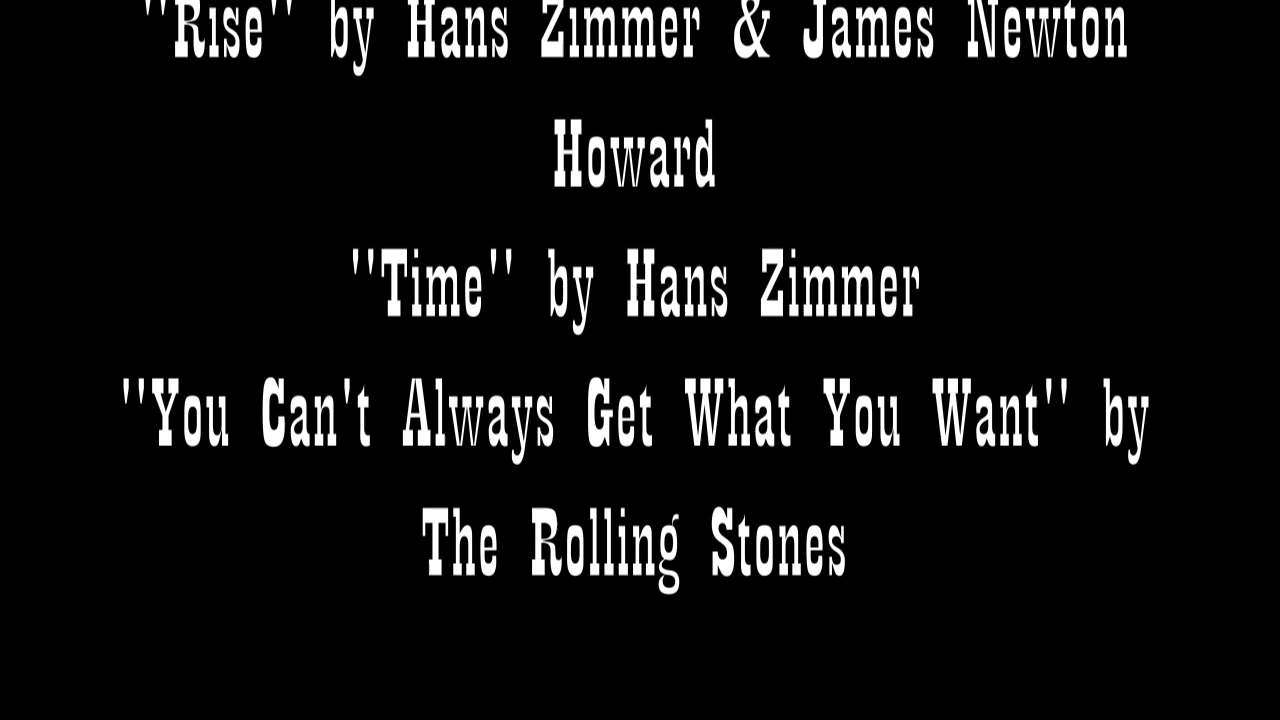 "Rise" by Hans Zimmer & James Newton
Howard
"Time" by Hans Zimmer
"You Can't Always Get What You Want" by
The Rolling Stones